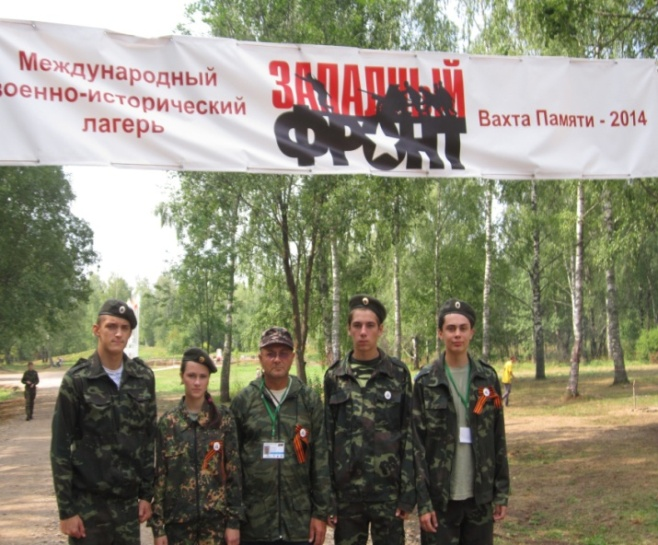 Международный
военно-исторический
лагерь
ЗАПАДНЫЙ
ФРОНТ
Вахта Памяти - 2014